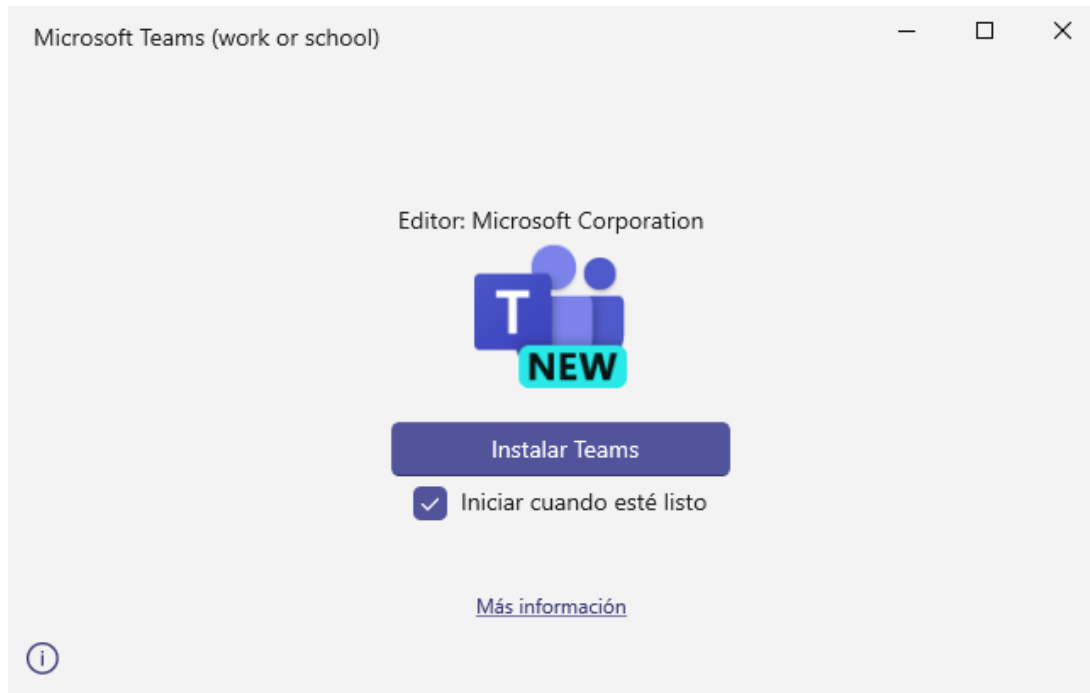 Microsoft Teams (work or school)
Editor: Microsoft Corporation
T
NEW
Instalar Teams
Iniciar cuando esté listo
Más información